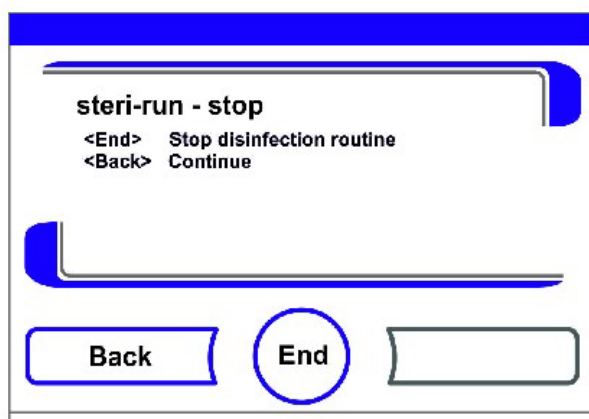 steri-run - stop
<End> Stop disinfection routine
<Back> Continue
Back
End